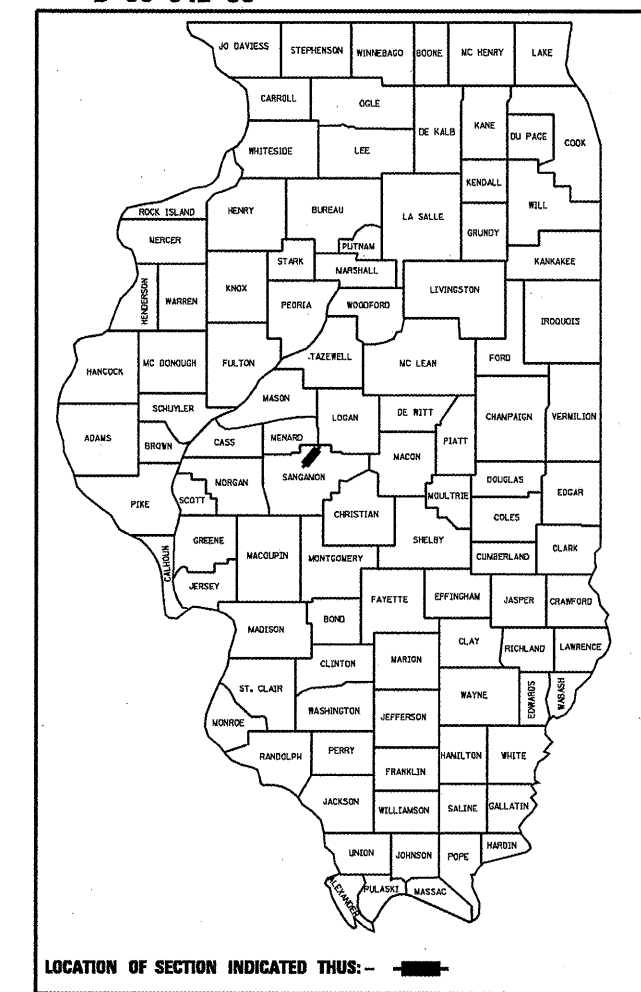 JO DAVIESS STEPHENSON WINNEBAGO BOONE MC HENRY LAKE
CARROLL OGLE
DE KALB KANE DU PAGE COOK
WHITESIDE LEE
KENDALL WILL
ROCK ISLAND HENRY BUREAU LA SALLE
MERCER PUTNAM GRUNDY
STARK MARSHALL KANKAKEE
HENDERSON WARREN KNOX PEORIA WOODFORD LIVINGSTON IROQUOIS
HANCOCK MC DONOUGH FULTON TAZEWELL MC LEAN FORD
MASON
SCHUYLER LOGAN DE WITT CHAMPAIGN VERMILION
ADAMS BROWN CASS MENARD PIATT
SANGAMON MACON
MORGAN DOUGLAS
PIKE SCOTT MOULTRIE EDGAR
CHRISTIAN COLES
GREENE SHELBY
CALHOUN MACOUPIN MONTGOMERY CUMBERLAND CLARK
JERSEY
FAYETTE EFFINGHAM JASPER CRAWFORD
MADISON BOND
CLAY RICHLAND LAWRENCE
CLINTON MARION
ST. CLAIR WAYNE EDWARDS WABASH
WASHINGTON JEFFERSON
MONROE
RANDOLPH PERRY HAMILTON WHITE
FRANKLIN
JACKSON WILLIAMSON SALINE GALLATIN
UNION JOHNSON POPE HARDIN
ALEXANDER PULASKI MASSAC
LOCATION OF SECTION INDICATED THUS: -